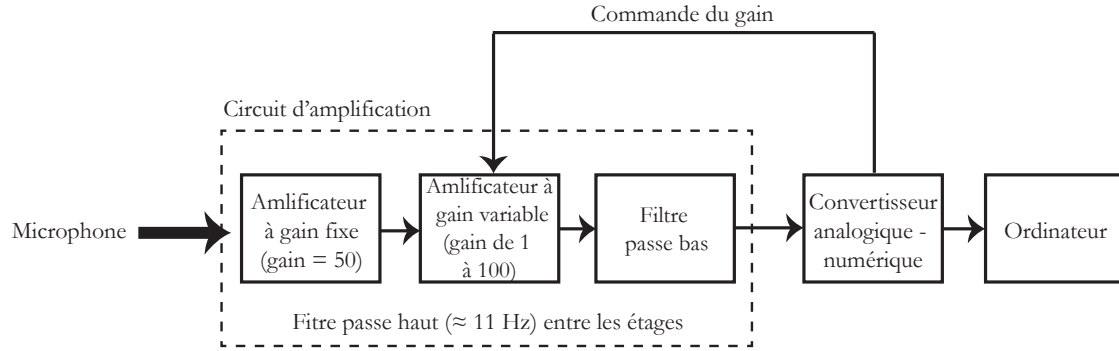 Commande du gain
Circuit d'amplification
Microphone
Amlificateur
à gain fixe
(gain = 50)
Amlificateur à
gain variable
(gain de 1
à 100)
Filtre
passe bas
Convertisseur
analogique -
numérique
Ordinateur
Fitre passe haut (≈ 11 Hz) entre les étages